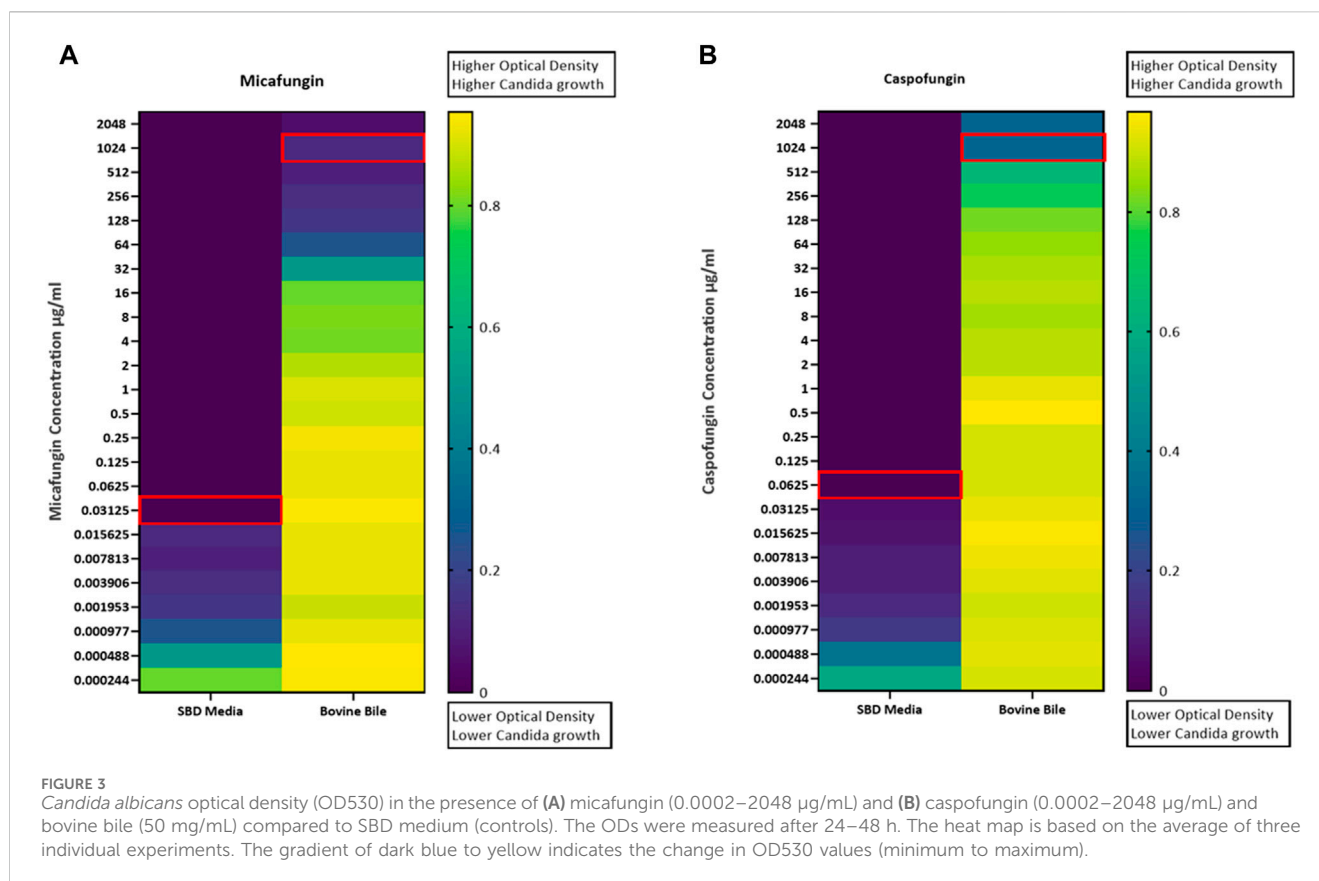 A
Micafungin
Higher Optical Density
Higher Candida growth
Micafungin Concentration µg/ml
2048
1024
512
256
128
64
32
16
8
4
2
1
0.5
0.25
0.125
0.0625
0.03125
0.015625
0.007813
0.003906
0.001953
0.000977
0.000488
0.000244
SBD Media
Bovine Bile
0.8
0.6
0.4
0.2
0
Lower Optical Density
Lower Candida growth
B
Caspofungin
Higher Optical Density
Higher Candida growth
Caspofungin Concentration µg/ml
2048
1024
512
256
128
64
32
16
8
4
2
1
0.5
0.25
0.125
0.0625
0.03125
0.015625
0.007813
0.003906
0.001953
0.000977
0.000488
0.000244
SBD Media
Bovine Bile
0.8
0.6
0.4
0.2
0
Lower Optical Density
Lower Candida growth
FIGURE 3
Candida albicans optical density (OD530) in the presence of (A) micafungin (0.0002–2048 µg/mL) and (B) caspofungin (0.0002–2048 µg/mL) and
bovine bile (50 mg/mL) compared to SBD medium (controls). The ODs were measured after 24–48 h. The heat map is based on the average of three
individual experiments. The gradient of dark blue to yellow indicates the change in OD530 values (minimum to maximum).